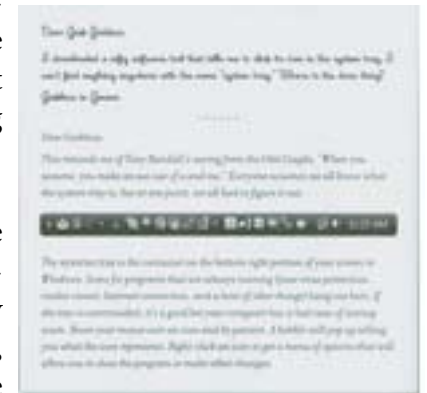 Dear Geek Goddess,
I downloaded a nifty software tool that tells me to click its icon in the system tray. I
can't find anything anywhere with the name "system tray." Where is the darn thing?
Goddess in
Dear Goddess,
This reminds me of Tony Randall's saying from the Odd Couple, "When you
assume, you make an ass out of u and me." Everyone assumes we all know what
the system tray is, but at one point, we all had to figure it out.
The system tray is the container on the bottom right portion of your screen in
Windows. Icons for programs that are always running (your virus protection,
volume control, Internet connection, and a host of other things) hang out here. If
the tray is overcrowded, it's a good bet your computer has a bad case of
Hover your mouse over an icon and be patient. A bubble will pop up telling
you what the icon represents. Right-click an icon to get a menu of options that will
allow you to close the program or make other changes.